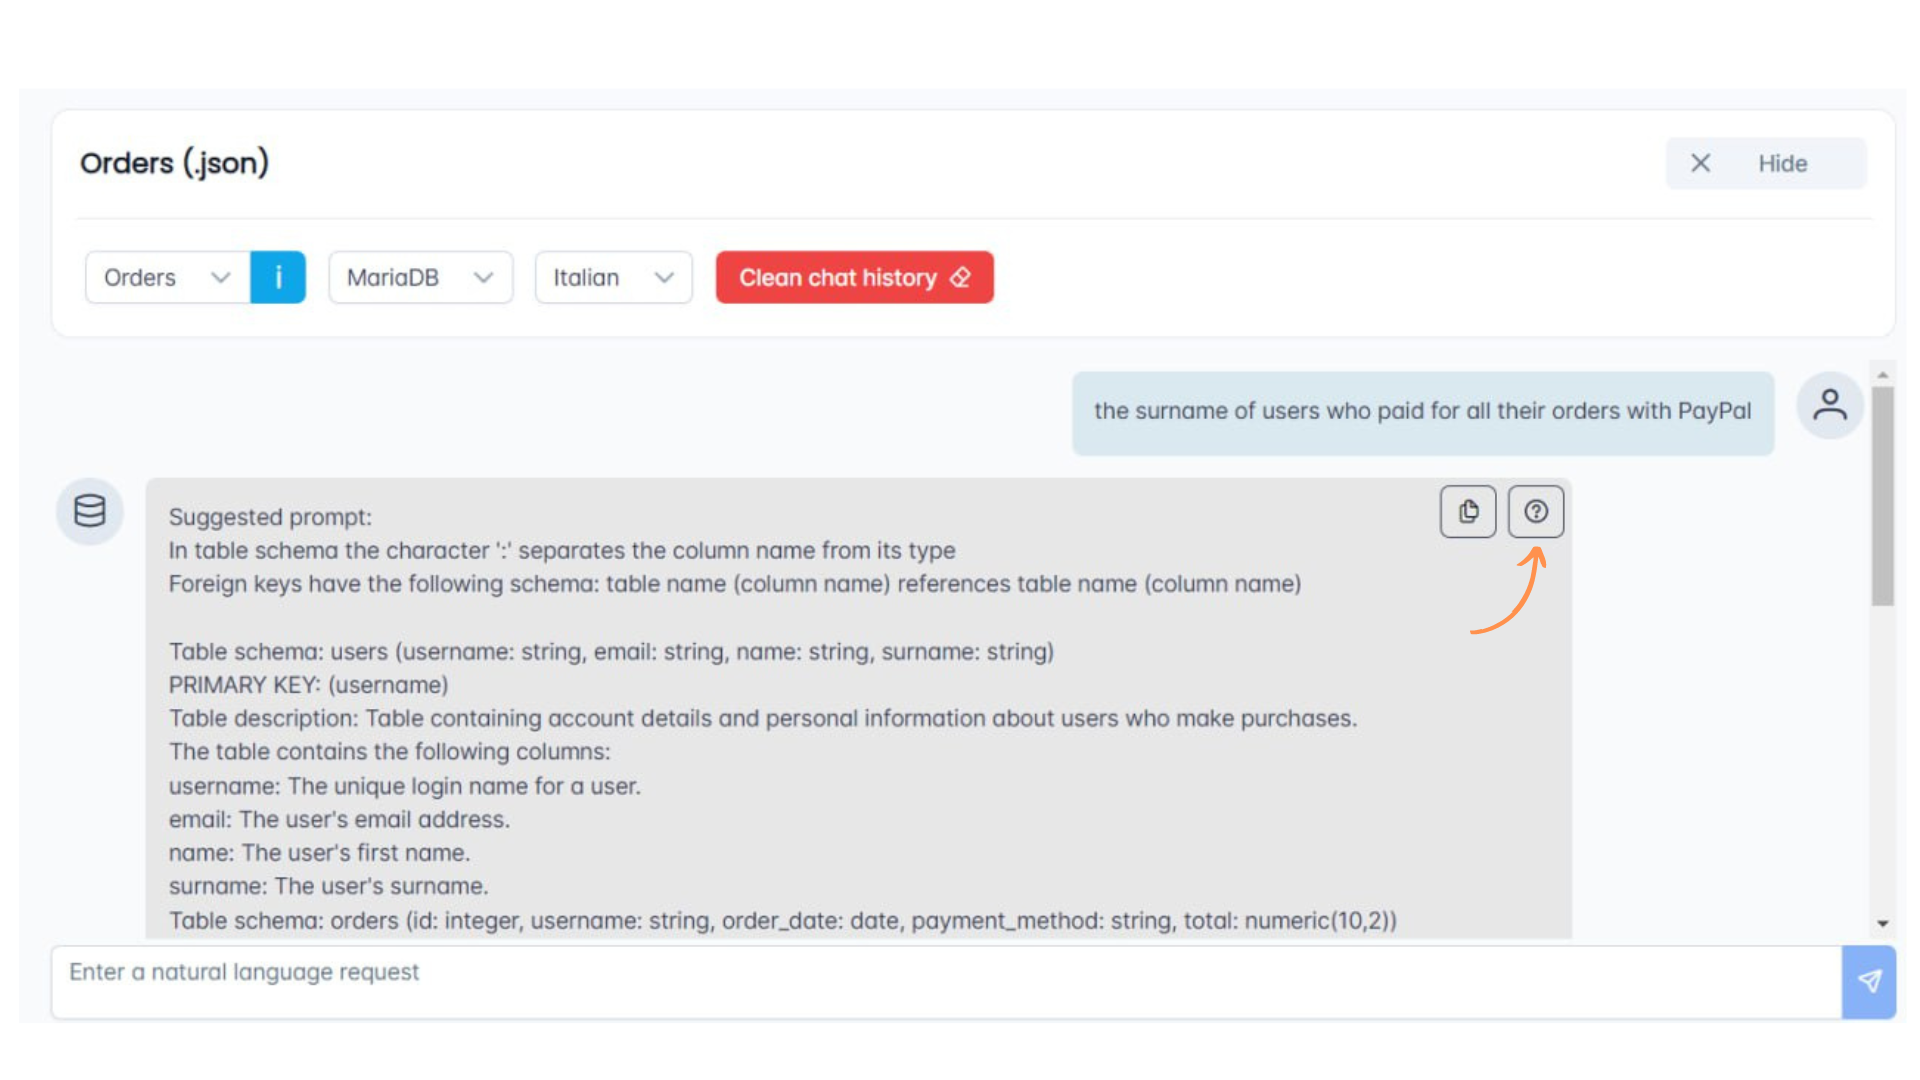 Orders (.json)
Hide
Orders
i
MariaDB
Italian
Clean chat history
the surname of users who paid for all their orders with PayPal
Suggested prompt:
In table schema the character ':' separates the column name from its type
Foreign keys have the following schema: table name (column name) references table name (column name)
Table schema: users (username: string, email: string, name: string, surname: string)
PRIMARY KEY: (username)
Table description: Table containing account details and personal information about users who make purchases.
The table contains the following columns:
username: The unique login name for a user.
email: The user's email address.
name: The user's first name.
surname: The user's surname.
Table schema: orders (id: integer, username: string, order_date: date, payment_method: string, total: numeric(10,2))
Enter a natural language request